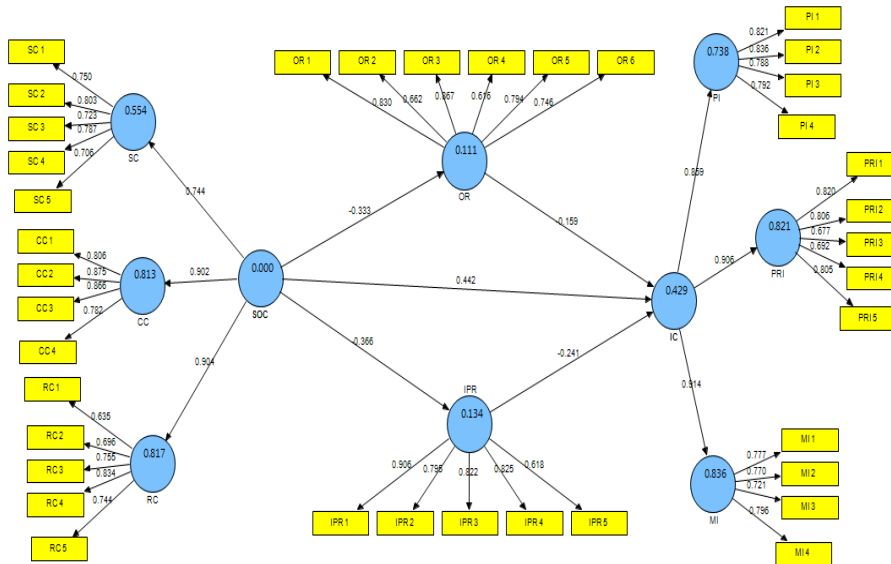 SC 1
0.750
SC 2
0.803
SC 3
0.723
SC 4
0.787
SC 5
0.706
0.554
SC
0.744
CC 1
0.806
CC 2
0.875
CC 3
0.866
CC 4
0.782
0.813
CC
0.902
RC 1
0.635
RC 2
0.696
RC 3
0.755
RC 4
0.834
RC 5
0.744
0.817
RC
0.904
0.000
SOC
-0.333
0.442
-0.366
OR 1
OR 2
OR 3
OR 4
OR 5
OR 6
0.830
0.662
0.867
0.616
0.794
0.746
0.111
OR
-0.159
IPR
0.134
-0.241
0.906
0.822
0.825
0.618
IPR 1
IPR 2
IPR 3
IPR 4
IPR 5
0.429
IC
0.859
0.906
0.914
0.738
PI
0.821
PI 1
0.836
PI 2
0.788
PI 3
0.792
PI 4
0.821
PRI
0.820
PRI 1
0.806
PRI 2
0.677
PRI 3
0.692
PRI 4
0.805
PRI 5
0.836
MI
0.777
MI 1
0.770
MI 2
0.721
MI 3
0.796
MI 4